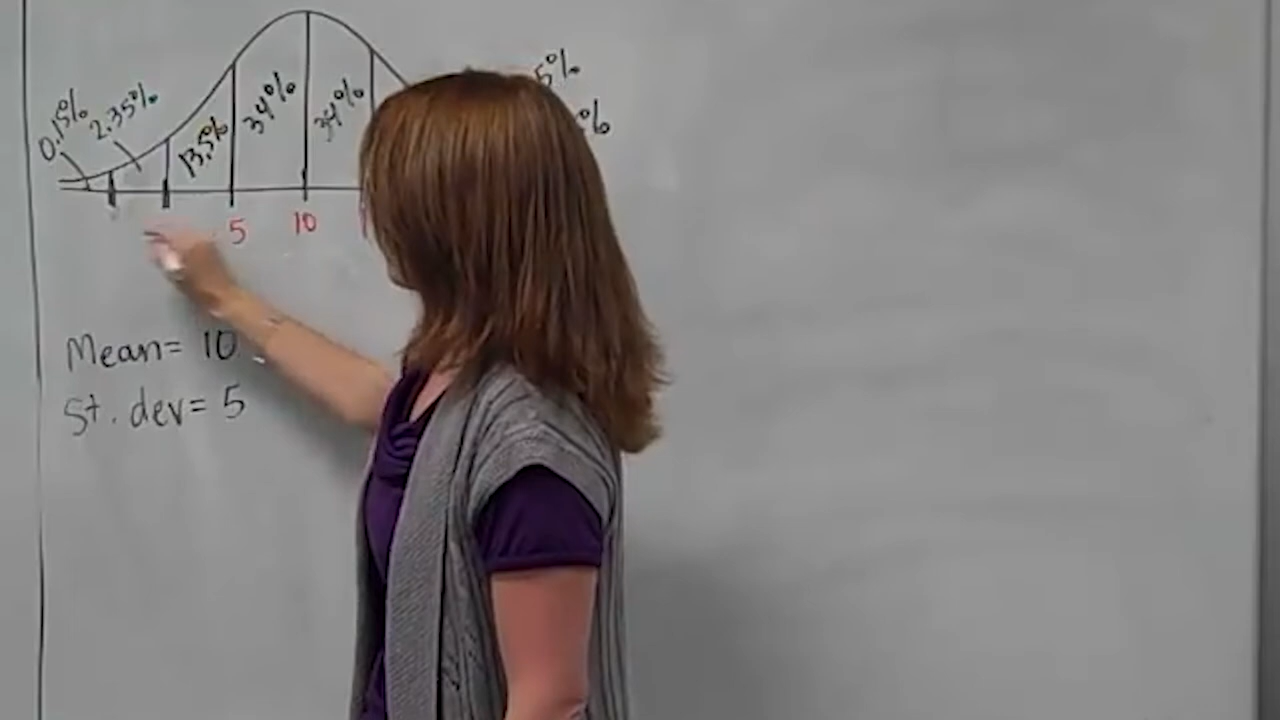 0.15% 2.35% 13.5% 34% 34% 5%
%
5 10
Mean= 10
St. dev= 5